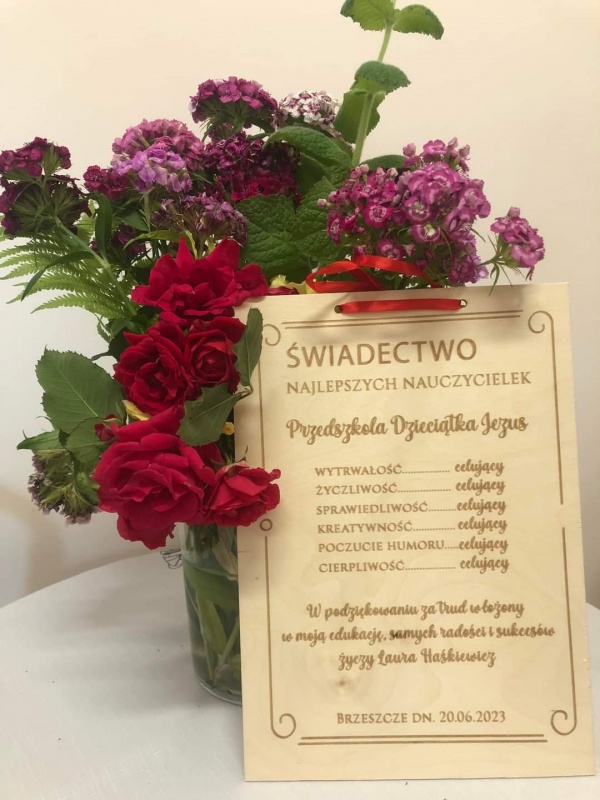 ŚWIADECTWO
NAJLEPSZYCH NAUCZYCIELEK
Przedszkola Dzieciątka Jezus
WYTRWAŁOŚĆ................ celujący
ŻYCZLIWOŚĆ................. celujący
SPRAWIEDLIWOŚĆ........ celujący
KREATYWNOŚĆ............. celujący
POCZUCIE HUMORU....celujący
CIERPLIWOŚĆ................ celujący
W podziękowaniu za trud włożony
w moją edukację, samych radości i sukcesów
życzy Laura Haśkiewicz
BRZESZCZE DN. 20.06.2023